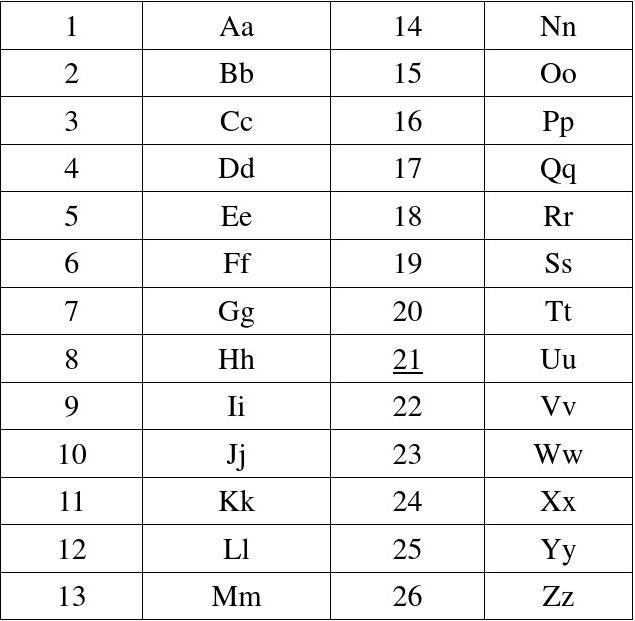 1 Aa 14 Nn
2 Bb 15 Oo
3 Cc 16 Pp
4 Dd 17 Qq
5 Ee 18 Rr
6 Ff 19 Ss
7 Gg 20 Tt
8 Hh 21 Uu
9 Ii 22 Vv
10 Jj 23 Ww
11 Kk 24 Xx
12 Ll 25 Yy
13 Mm 26 Zz